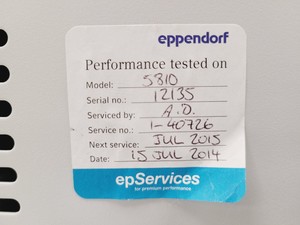 eppendorf
Performance tested on
Model: 5810
Serial no.: 12135
Serviced by: A.D.
Service no.: 1-40726
Next service: JUL 2015
Date: 15 JUL 2014
epServices
for premium performance